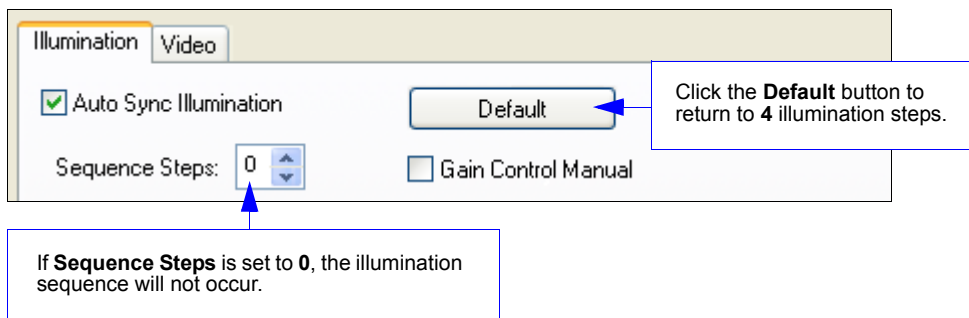 Illumination Video
Auto Sync Illumination
Default
Click the Default button to
return to 4 illumination steps.
Sequence Steps: 0
Gain Control Manual
If Sequence Steps is set to 0, the illumination
sequence will not occur.